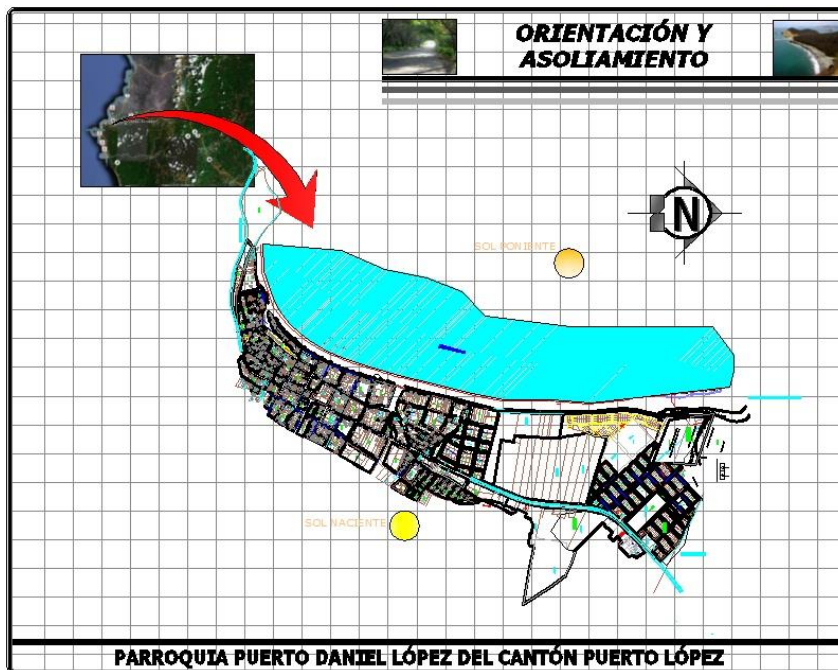 ORIENTACIÓN Y
ASOLIAMIENTO
N
SOL PONIENTE
SOL NACIENTE
PARROQUIA PUERTO DANIEL LÓPEZ DEL CANTÓN PUERTO LÓPEZ